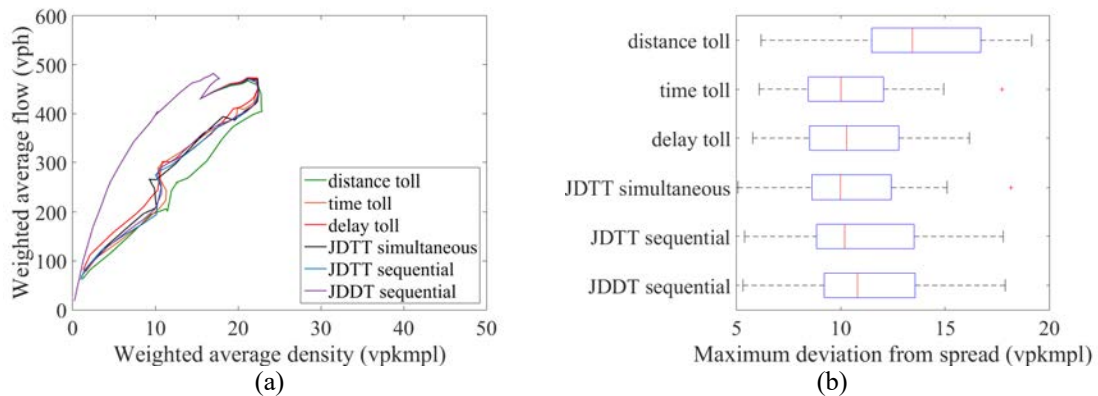 600
500
400
300
200
100
0
Weighted average flow (vph)
distance toll
time toll
delay toll
JDTT simultaneous
JDTT sequential
JDDT sequential
0 10 20 30 40 50
Weighted average density (vpkmpl)
(a)
distance toll
time toll
delay toll
JDTT simultaneous
JDTT sequential
JDDT sequential
5 10 15 20
Maximum deviation from spread (vpkmpl)
(b)